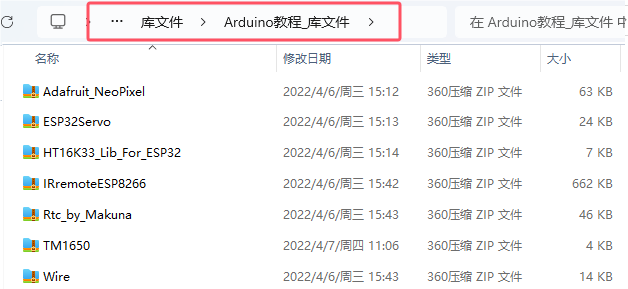 ··· 库文件 > Arduino教程_库文件 > 在 Arduino教程_库文件 中
名称 修改日期 类型 大小
Adafruit_NeoPixel 2022/4/6/周三 15:12 360压缩 ZIP 文件 63 KB
ESP32Servo 2022/4/6/周三 15:13 360压缩 ZIP 文件 24 KB
HT16K33_Lib_For_ESP32 2022/4/6/周三 15:14 360压缩 ZIP 文件 7 KB
IRremoteESP8266 2022/4/6/周三 15:42 360压缩 ZIP 文件 662 KB
Rtc_by_Makuna 2022/4/6/周三 15:43 360压缩 ZIP 文件 46 KB
TM1650 2022/4/7/周四 11:06 360压缩 ZIP 文件 4 KB
Wire 2022/4/6/周三 15:43 360压缩 ZIP 文件 14 KB